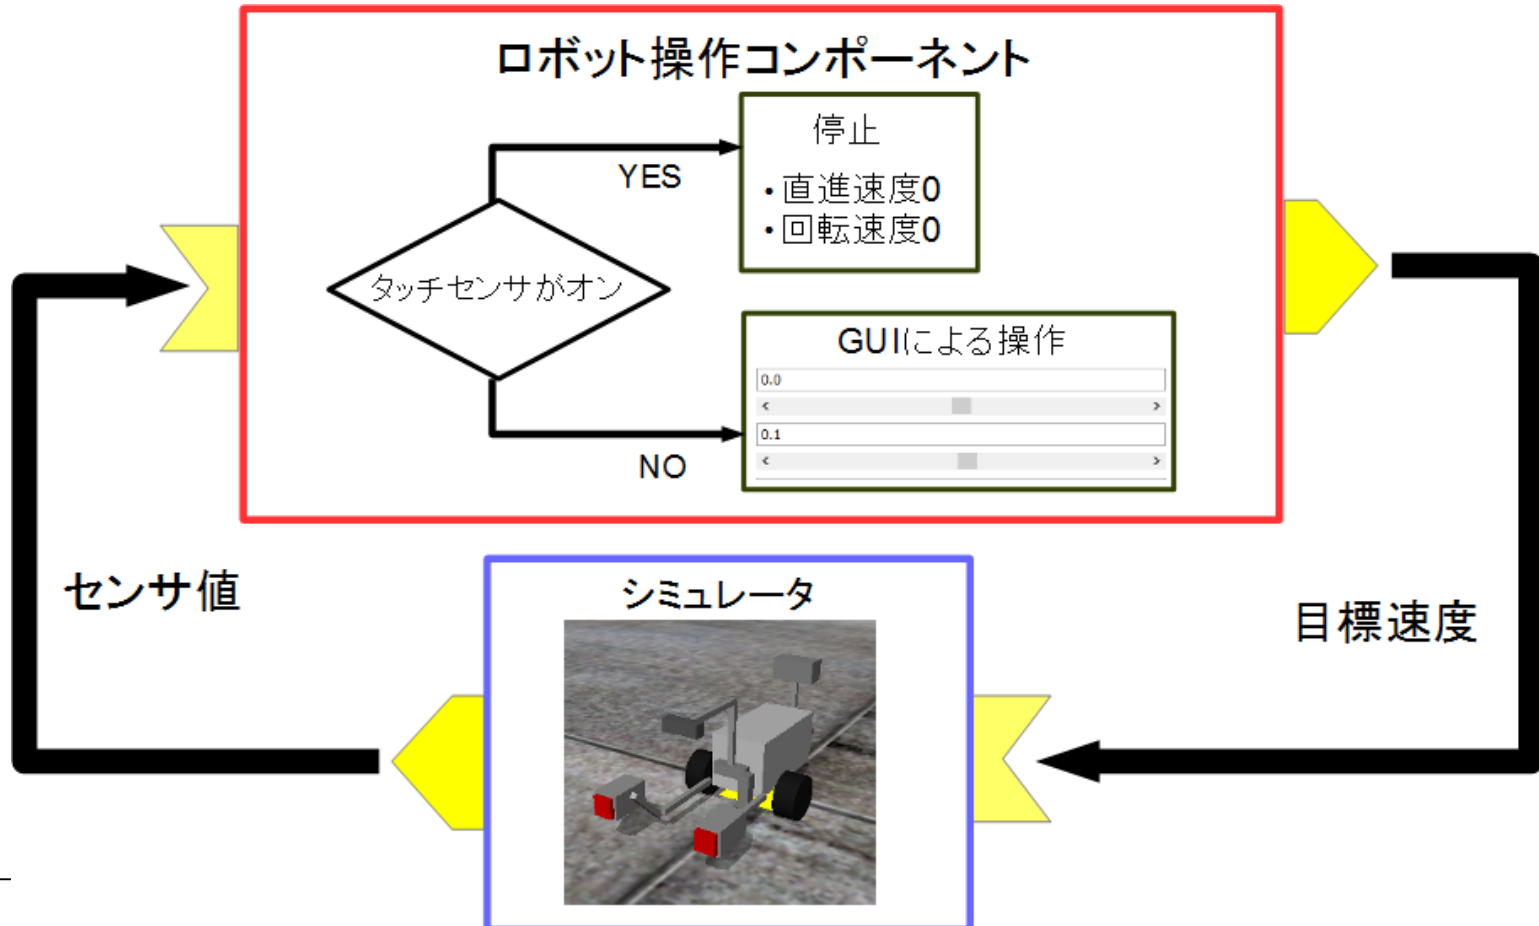 ロボット操作コンポーネント
停止
YES
・直進速度0
・回転速度0
タッチセンサがオン
GUIによる操作
0.0
0.1
NO
センサ値
シミュレータ
目標速度